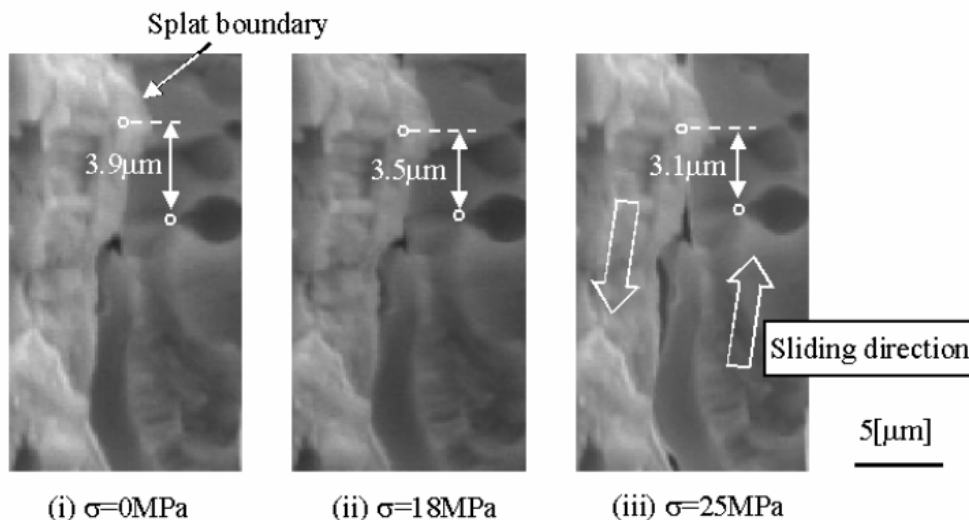 Splat boundary
3.9μm
3.5μm
3.1μm
Sliding direction
5[μm]
(i) σ=0MPa
(ii) σ=18MPa
(iii) σ=25MPa